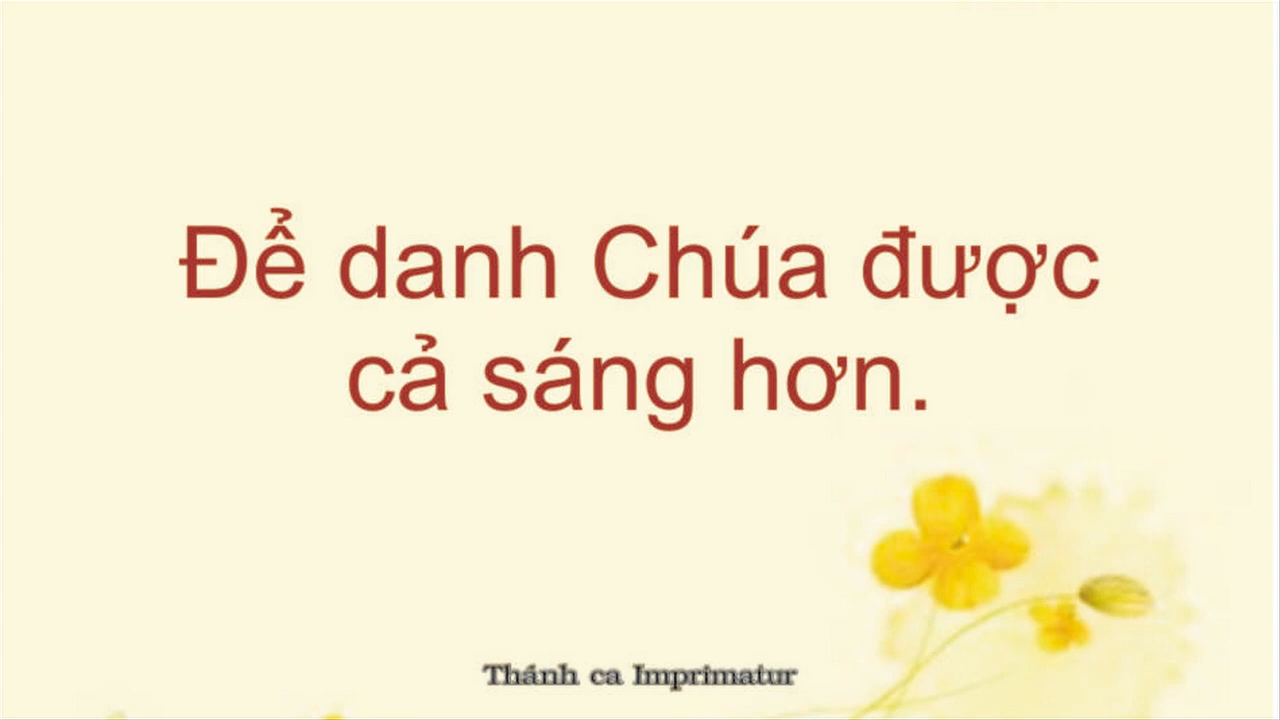 Để danh Chúa được
cả sáng hơn.
Thánh ca Imprimatur